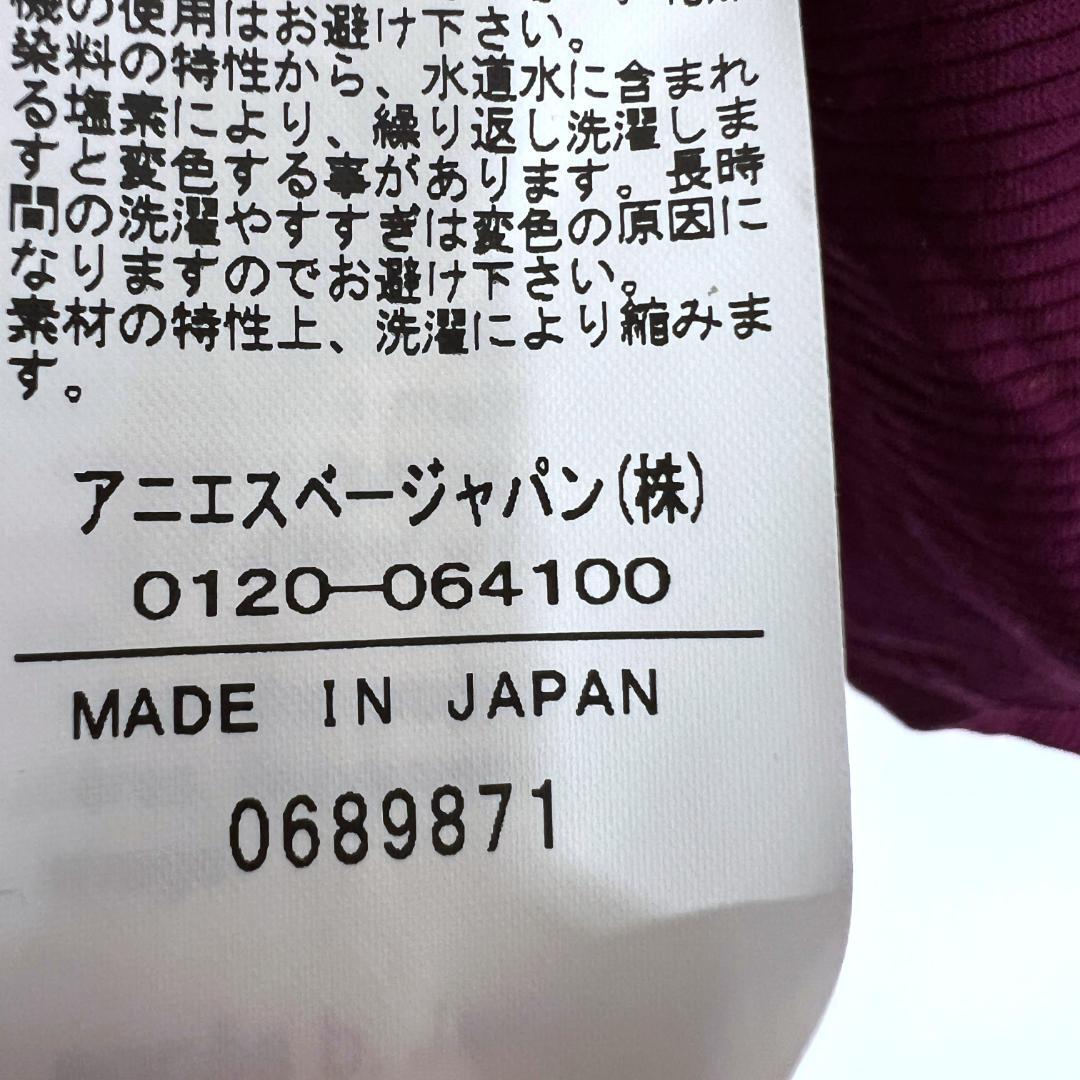 機の使用はお避け下さい。
染料の特性から、水道水に含まれ
る塩素により、繰り返し洗濯しま
すと変色する事があります。長時
間の洗濯やすすぎは変色の原因に
なりますのでお避け下さい。
素材の特性上、洗濯により縮みま
す。
アニエスベージャパン(株)
0120-064100
MADE IN JAPAN
0689871